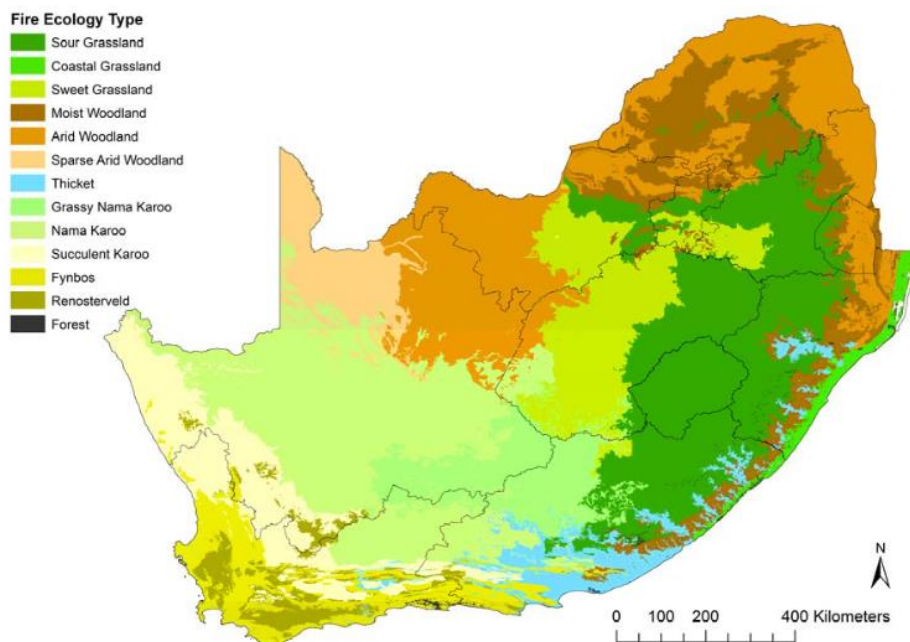 Fire Ecology Type
Sour Grassland
Coastal Grassland
Sweet Grassland
Moist Woodland
Arid Woodland
Sparse Arid Woodland
Thicket
Grassy Nama Karoo
Nama Karoo
Succulent Karoo
Fynbos
Renosterveld
Forest
N
0 100 200 400 Kilometers